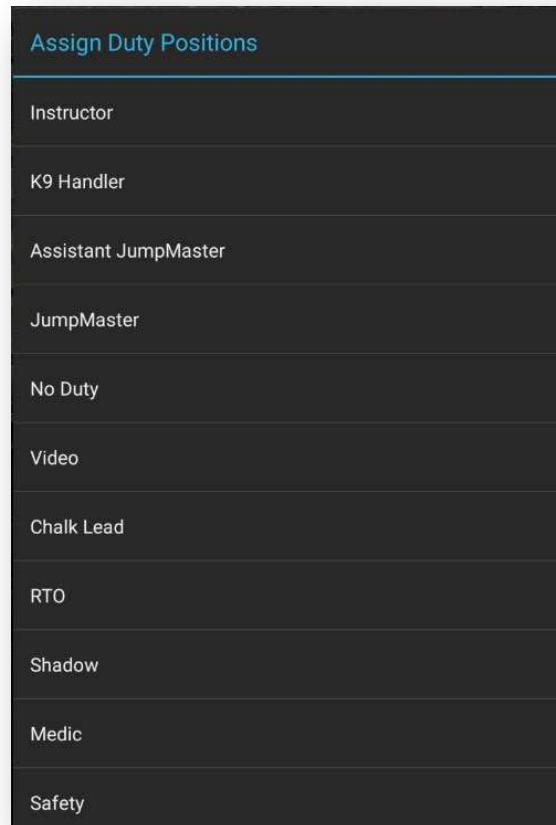 Assign Duty Positions
Instructor
K9 Handler
Assistant JumpMaster
JumpMaster
No Duty
Video
Chalk Lead
RTO
Shadow
Medic
Safety